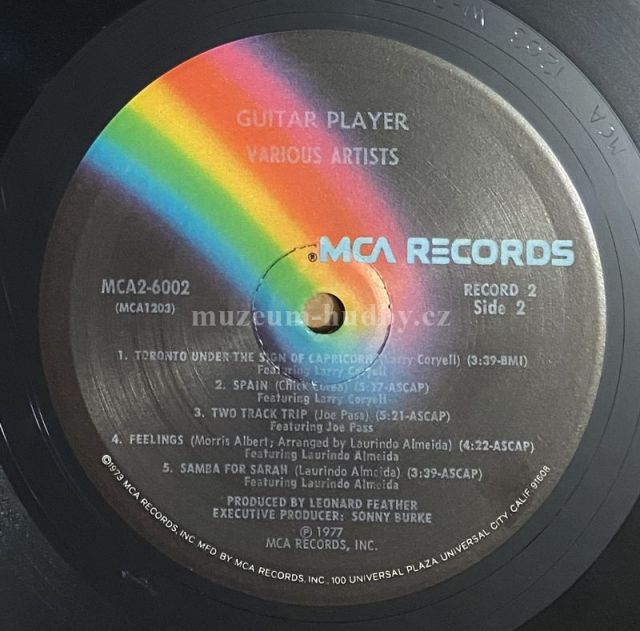 GUITAR PLAYER
VARIOUS ARTISTS
® MCA RECORDS
MCA2-6002
(MCA1203)
RECORD 2
Side 2
muzeum-hudby.cz
1. TORONTO UNDER THE SIGN OF CAPRICORN (Larry Coryell) (3:39-BMI)
Featuring Larry Coryell
2. SPAIN (Chick Corea) (5:17-ASCAP)
Featuring Larry Coryell
3. TWO TRACK TRIP (Joe Pass) (5:21-ASCAP)
Featuring Joe Pass
4. FEELINGS (Morris Albert; Arranged by Laurindo Almeida) (4:22-ASCAP)
Featuring Laurindo Almeida
5. SAMBA FOR SARAH (Laurindo Almeida) (3:39-ASCAP)
Featuring Laurindo Almeida
PRODUCED BY LEONARD FEATHER
EXECUTIVE PRODUCER: SONNY BURKE
℗ 1977
MCA RECORDS, INC.
©1973 MCA RECORDS, INC. MFD BY MCA RECORDS, INC., 100 UNIVERSAL PLAZA, UNIVERSAL CITY, CALIF. 91608
MCA 1203